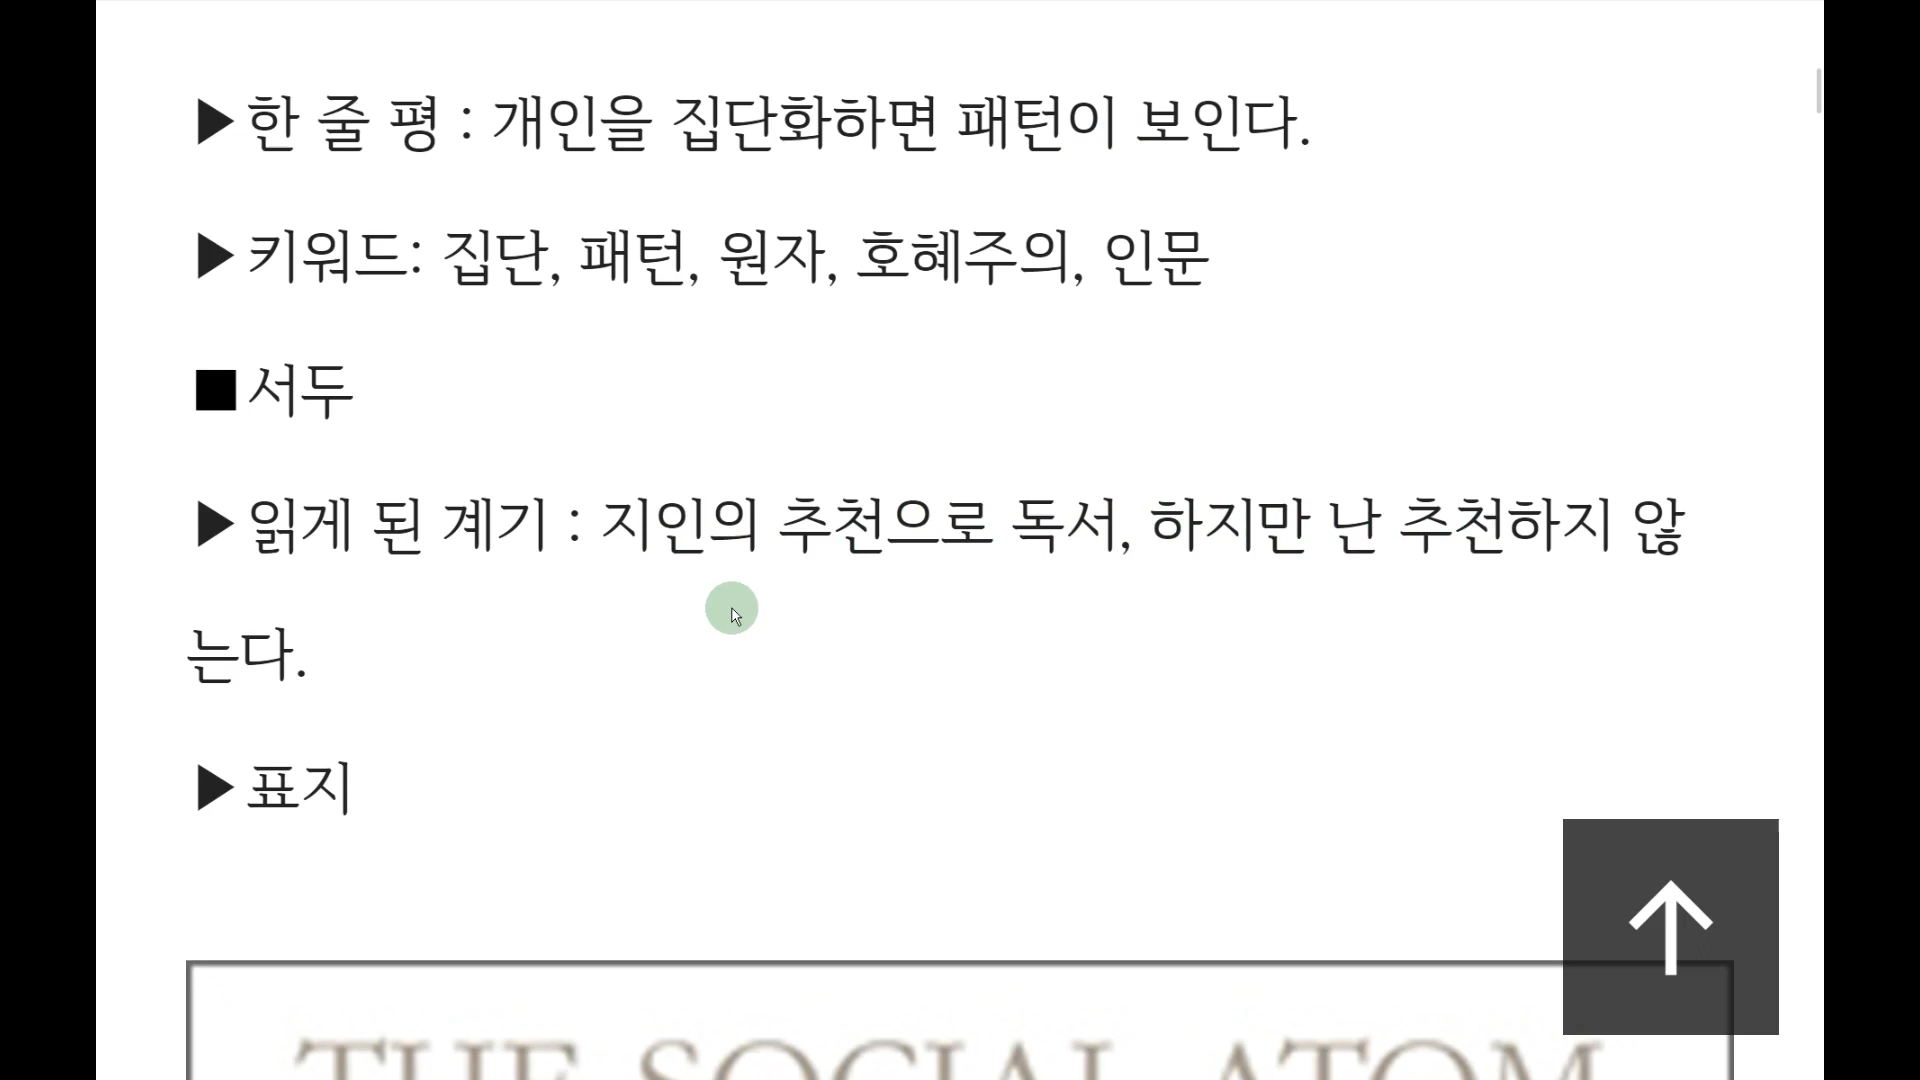 ▶한 줄 평 : 개인을 집단화하면 패턴이 보인다.
▶키워드: 집단, 패턴, 원자, 호혜주의, 인문
■서두
▶읽게 된 계기 : 지인의 추천으로 독서, 하지만 난 추천하지 않
는다.
▶표지
THE SOCIAL ATOM